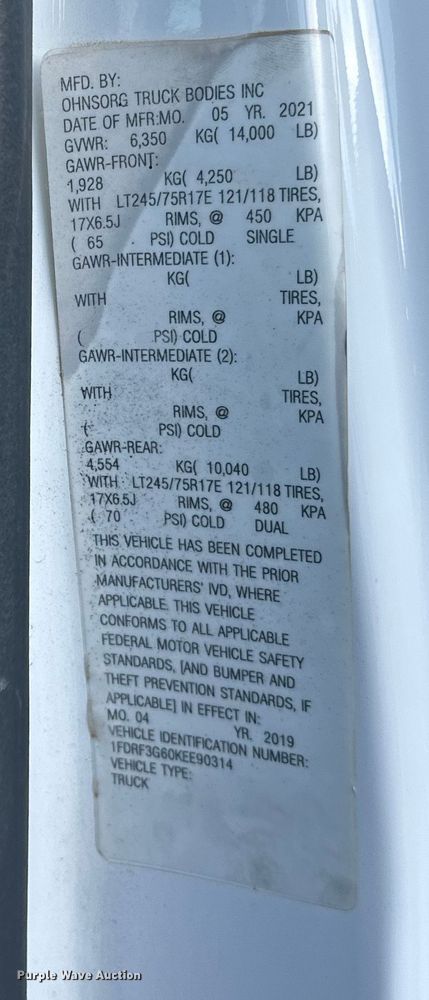 MFD. BY:
OHNSORG TRUCK BODIES INC
DATE OF MFR:MO. 05 YR. 2021
GVWR: 6,350 KG( 14,000 LB)
GAWR-FRONT:
1,928 KG( 4,250 LB)
WITH LT245/75R17E 121/118 TIRES,
17X6.5J RIMS, @ 450 KPA
( 65 PSI) COLD SINGLE
GAWR-INTERMEDIATE (1):
KG( LB)
WITH TIRES,
RIMS, @ KPA
( PSI) COLD
GAWR-INTERMEDIATE (2):
KG( LB)
WITH TIRES,
RIMS, @ KPA
( PSI) COLD
GAWR-REAR:
4,554 KG( 10,040 LB)
WITH LT245/75R17E 121/118 TIRES,
17X6.5J RIMS, @ 480 KPA
( 70 PSI) COLD DUAL
THIS VEHICLE HAS BEEN COMPLETED
IN ACCORDANCE WITH THE PRIOR
MANUFACTURERS' IVD, WHERE
APPLICABLE. THIS VEHICLE
CONFORMS TO ALL APPLICABLE
FEDERAL MOTOR VEHICLE SAFETY
STANDARDS, [AND BUMPER AND
THEFT PREVENTION STANDARDS, IF
APPLICABLE] IN EFFECT IN:
MO. 04 YR. 2019
VEHICLE IDENTIFICATION NUMBER:
1FDRF3G60KEE90314
VEHICLE TYPE:
TRUCK
Purple Wave Auction